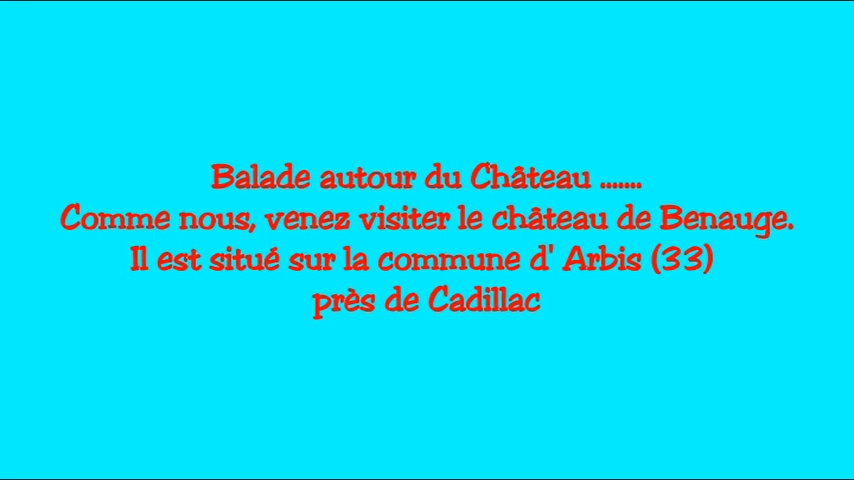 Balade autour du Château .......
Comme nous, venez visiter le château de Benauge.
Il est situé sur la commune d' Arbis (33)
près de Cadillac